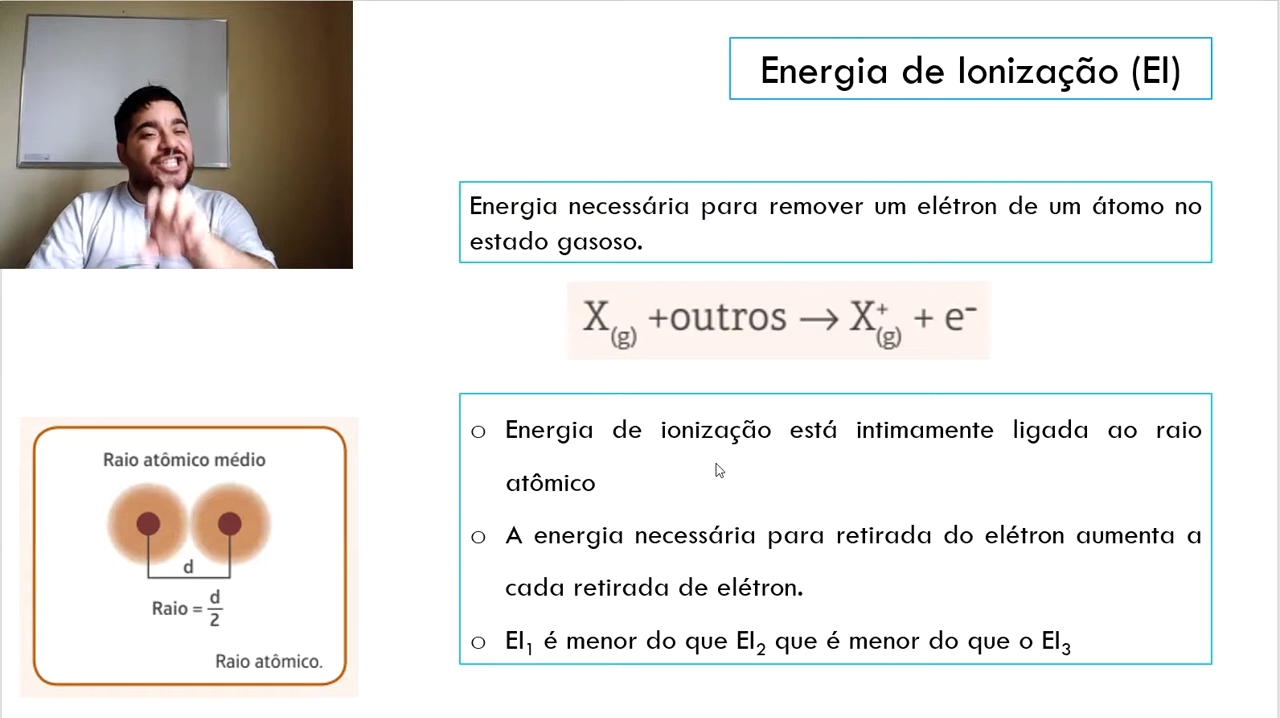 Energia de Ionização (EI)
Energia necessária para remover um elétron de um átomo no
estado gasoso.
X(g) +outros → X⁺(g) + e⁻
o Energia de ionização está intimamente ligada ao raio
atômico
o A energia necessária para retirada do elétron aumenta a
cada retirada de elétron.
o EI₁ é menor do que EI₂ que é menor do que o EI₃
Raio atômico médio
d
Raio = d/2
Raio atômico.